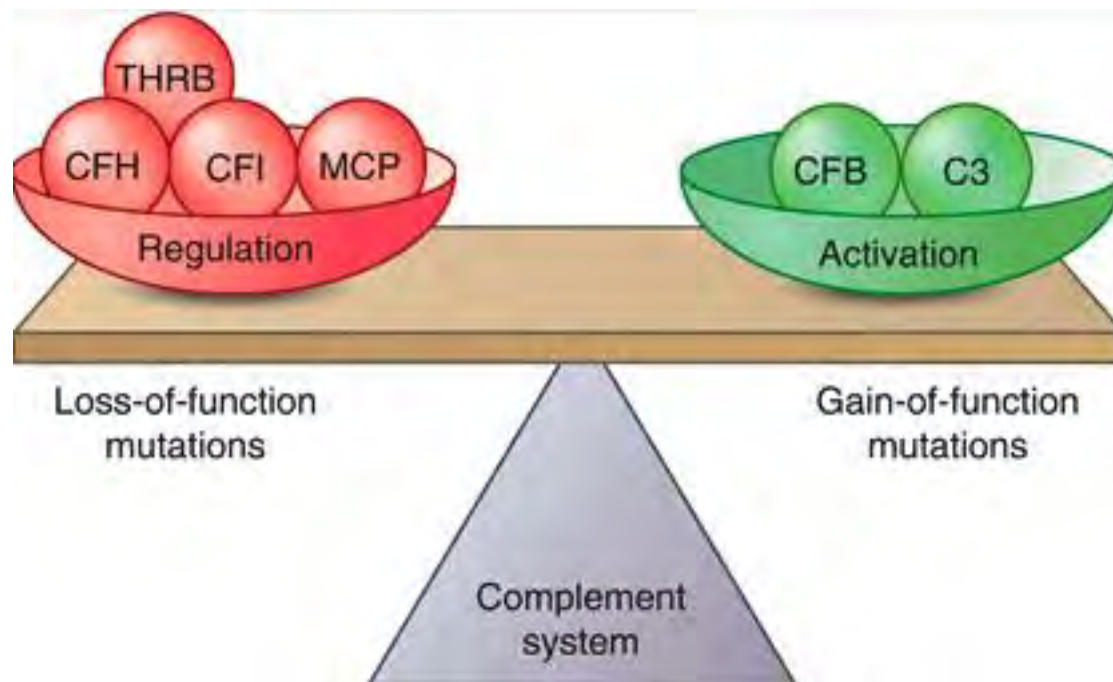 THRB
CFH CFI MCP
Regulation
CFB C3
Activation
Loss-of-function
mutations
Gain-of-function
mutations
Complement
system